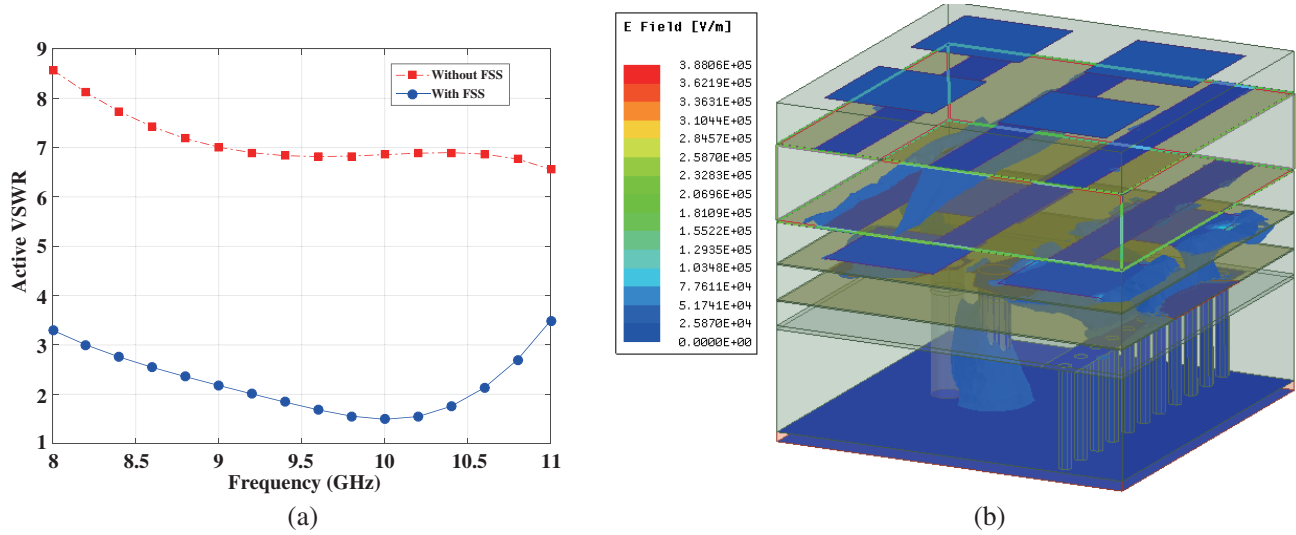 9
8
7
6
5
4
3
2
1
Active VSWR
Without FSS
With FSS
8
8.5
9
9.5
10
10.5
11
Frequency (GHz)
(a)
E Field [V/m]
3.8806E+05
3.6219E+05
3.3631E+05
3.1044E+05
2.8457E+05
2.5870E+05
2.3283E+05
2.0696E+05
1.8109E+05
1.5522E+05
1.2935E+05
1.0348E+05
7.7611E+04
5.1741E+04
2.5870E+04
0.0000E+00
(b)